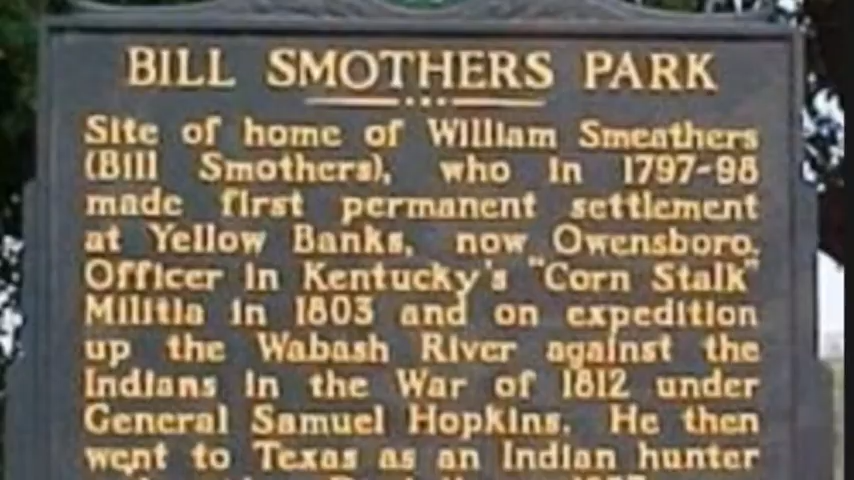 BILL SMOTHERS PARK
Site of home of William Smeathers
(Bill Smothers), who in 1797-98
made first permanent settlement
at Yellow Banks, now Owensboro.
Officer in Kentucky's "Corn Stalk"
Militia in 1803 and on expedition
up the Wabash River against the
Indians in the War of 1812 under
General Samuel Hopkins. He then
went to Texas as an Indian hunter